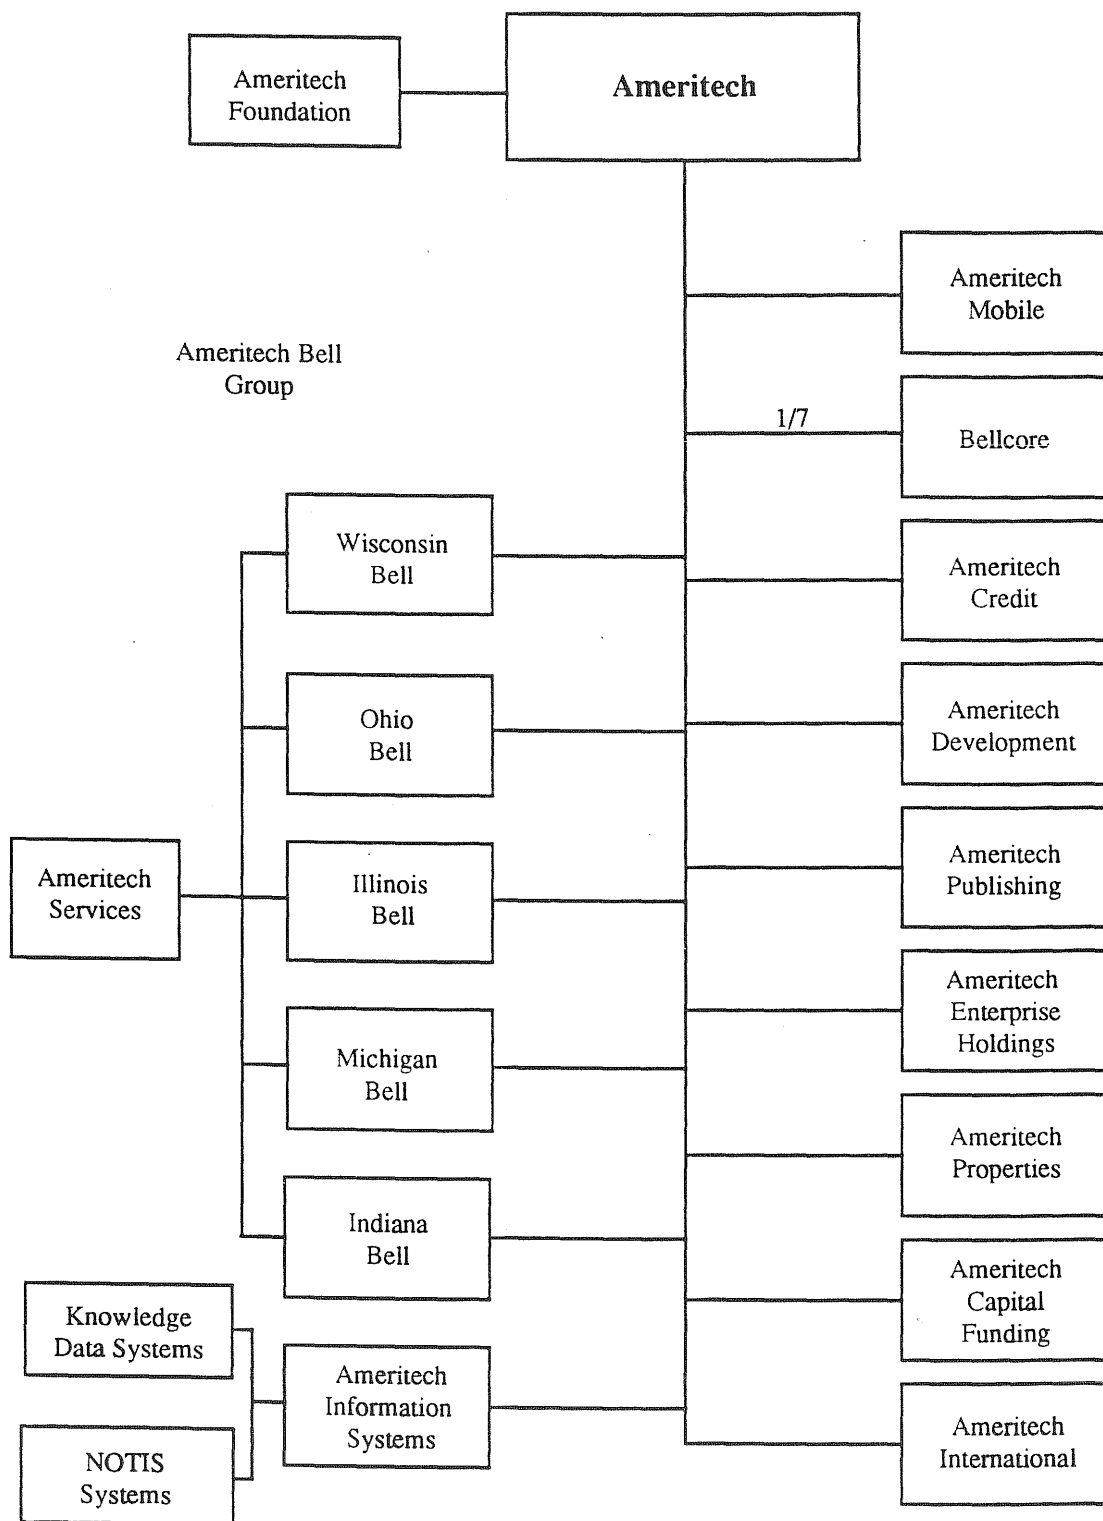 Ameritech
Foundation
Ameritech
Ameritech
Mobile
Ameritech Bell
Group
1/7
Bellcore
Wisconsin
Bell
Ameritech
Credit
Ohio
Bell
Ameritech
Development
Ameritech
Services
Illinois
Bell
Ameritech
Publishing
Ameritech
Enterprise
Holdings
Michigan
Bell
Ameritech
Properties
Indiana
Bell
Ameritech
Capital
Funding
Knowledge
Data Systems
Ameritech
Information
Systems
Ameritech
International
NOTIS
Systems